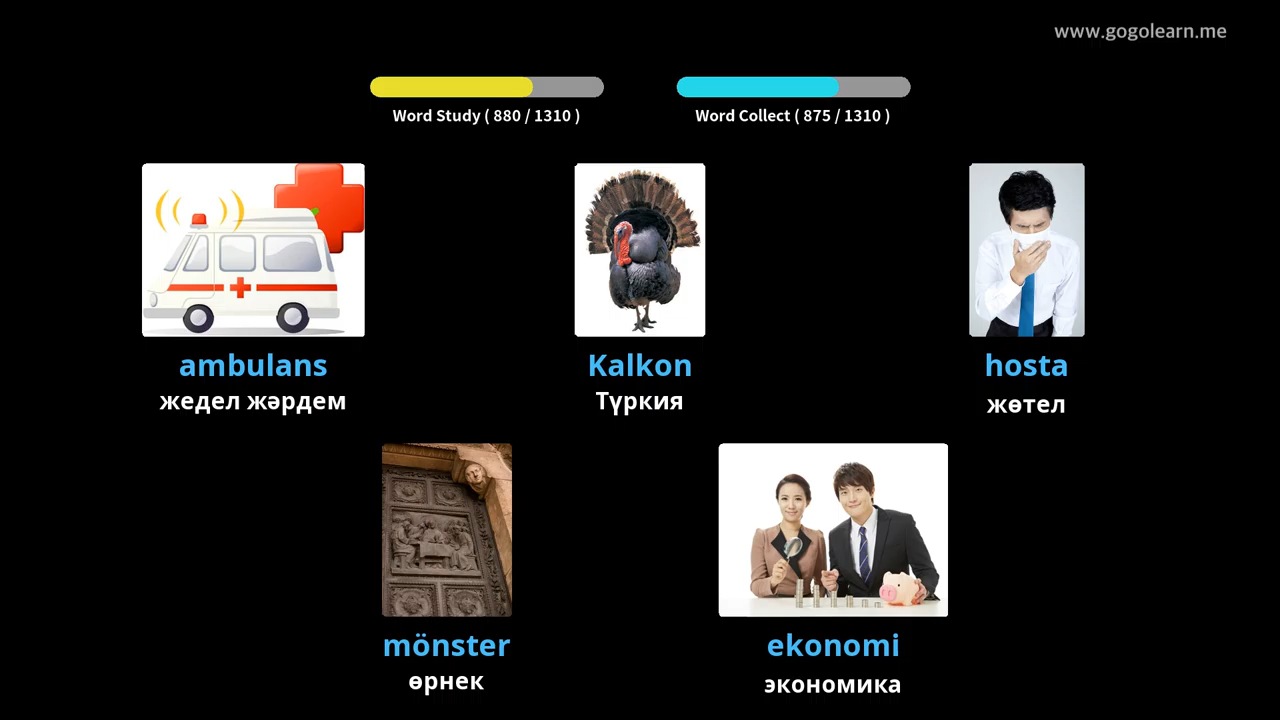 www.gogolearn.me
Word Study ( 880 / 1310 )
Word Collect ( 875 / 1310 )
ambulans
Kalkon
hosta
жедел жәрдем
Түркия
жөтел
mönster
ekonomi
өрнек
экономика